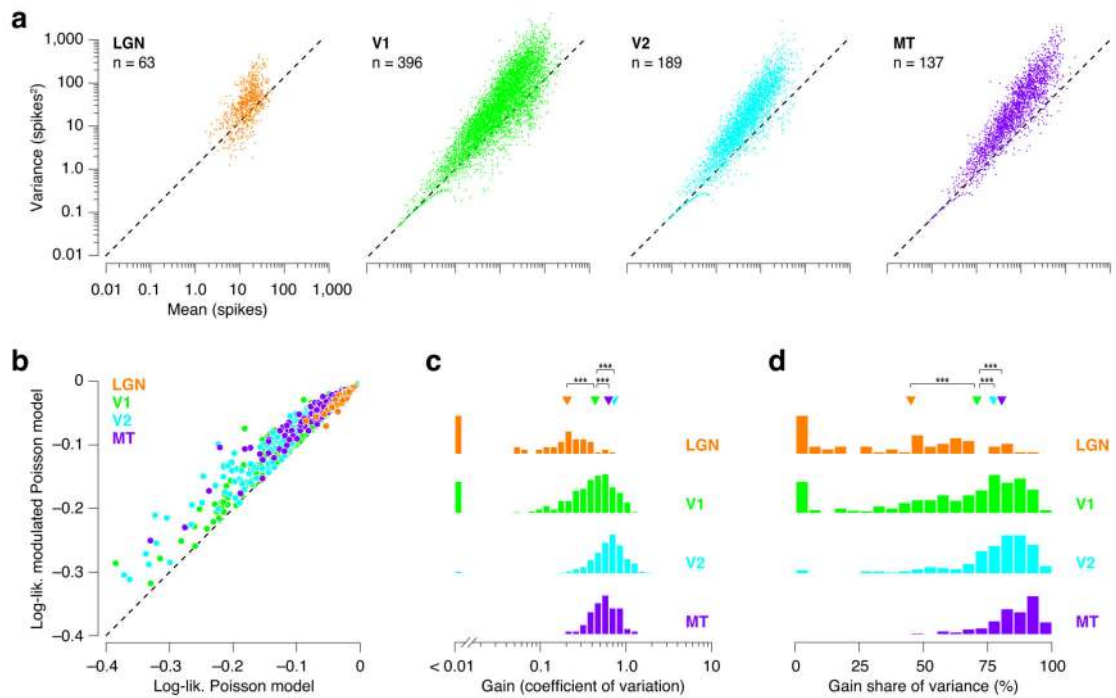 a
LGN
n = 63
V1
n = 396
V2
n = 189
MT
n = 137
Variance (spikes²)
1,000
100
10
1.0
0.1
0.01
0.01 0.1 1.0 10 100 1,000
Mean (spikes)
b
LGN
V1
V2
MT
Log-lik. modulated Poisson model
0
−0.1
−0.2
−0.3
−0.4
−0.4 −0.3 −0.2 −0.1 0
Log-lik. Poisson model
c
***
*** ***
LGN
V1
V2
MT
< 0.01 0.1 1.0 10
Gain (coefficient of variation)
d
***
*** ***
LGN
V1
V2
MT
0 25 50 75 100
Gain share of variance (%)